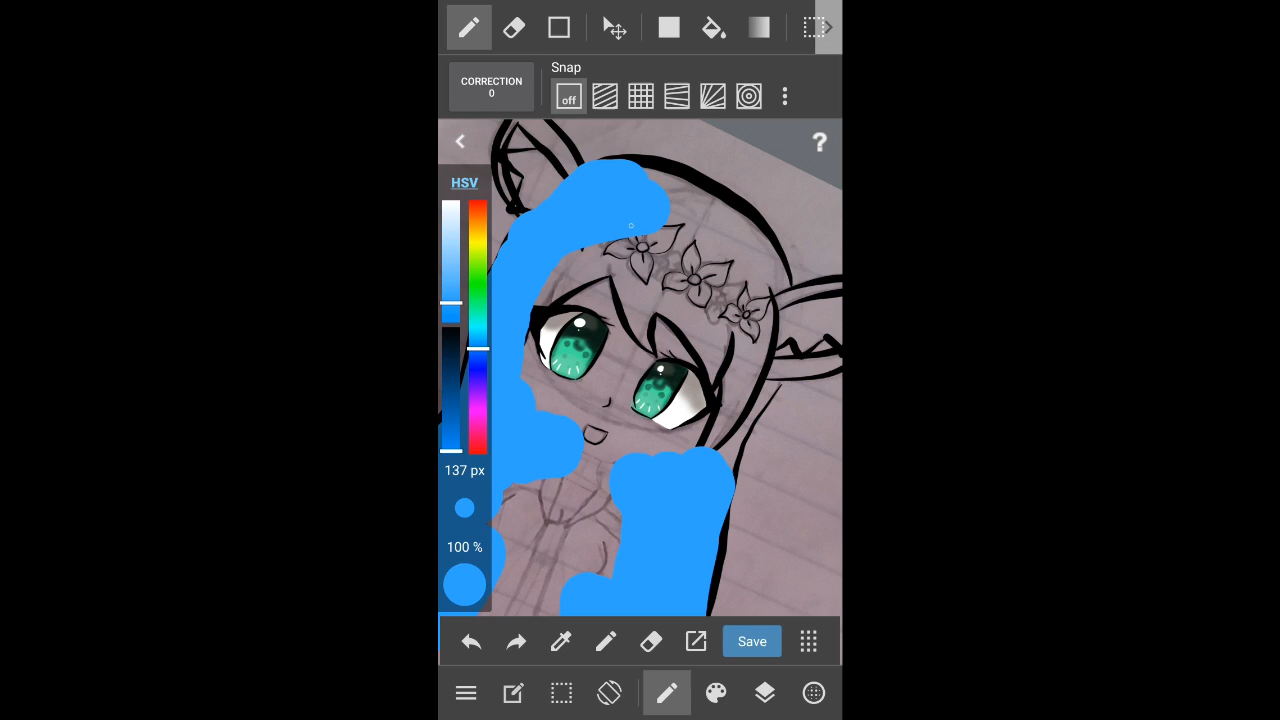 CORRECTION
0
Snap
off
?
HSV
137 px
100 %
Save